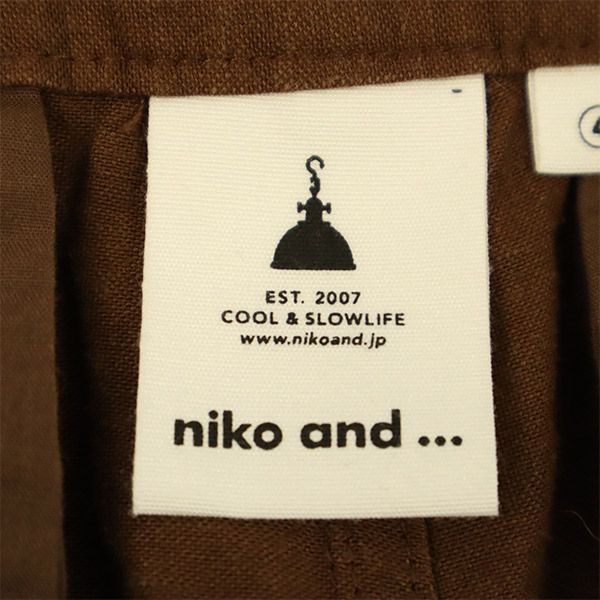 EST. 2007
COOL & SLOWLIFE
www.nikoand.jp
niko and ...